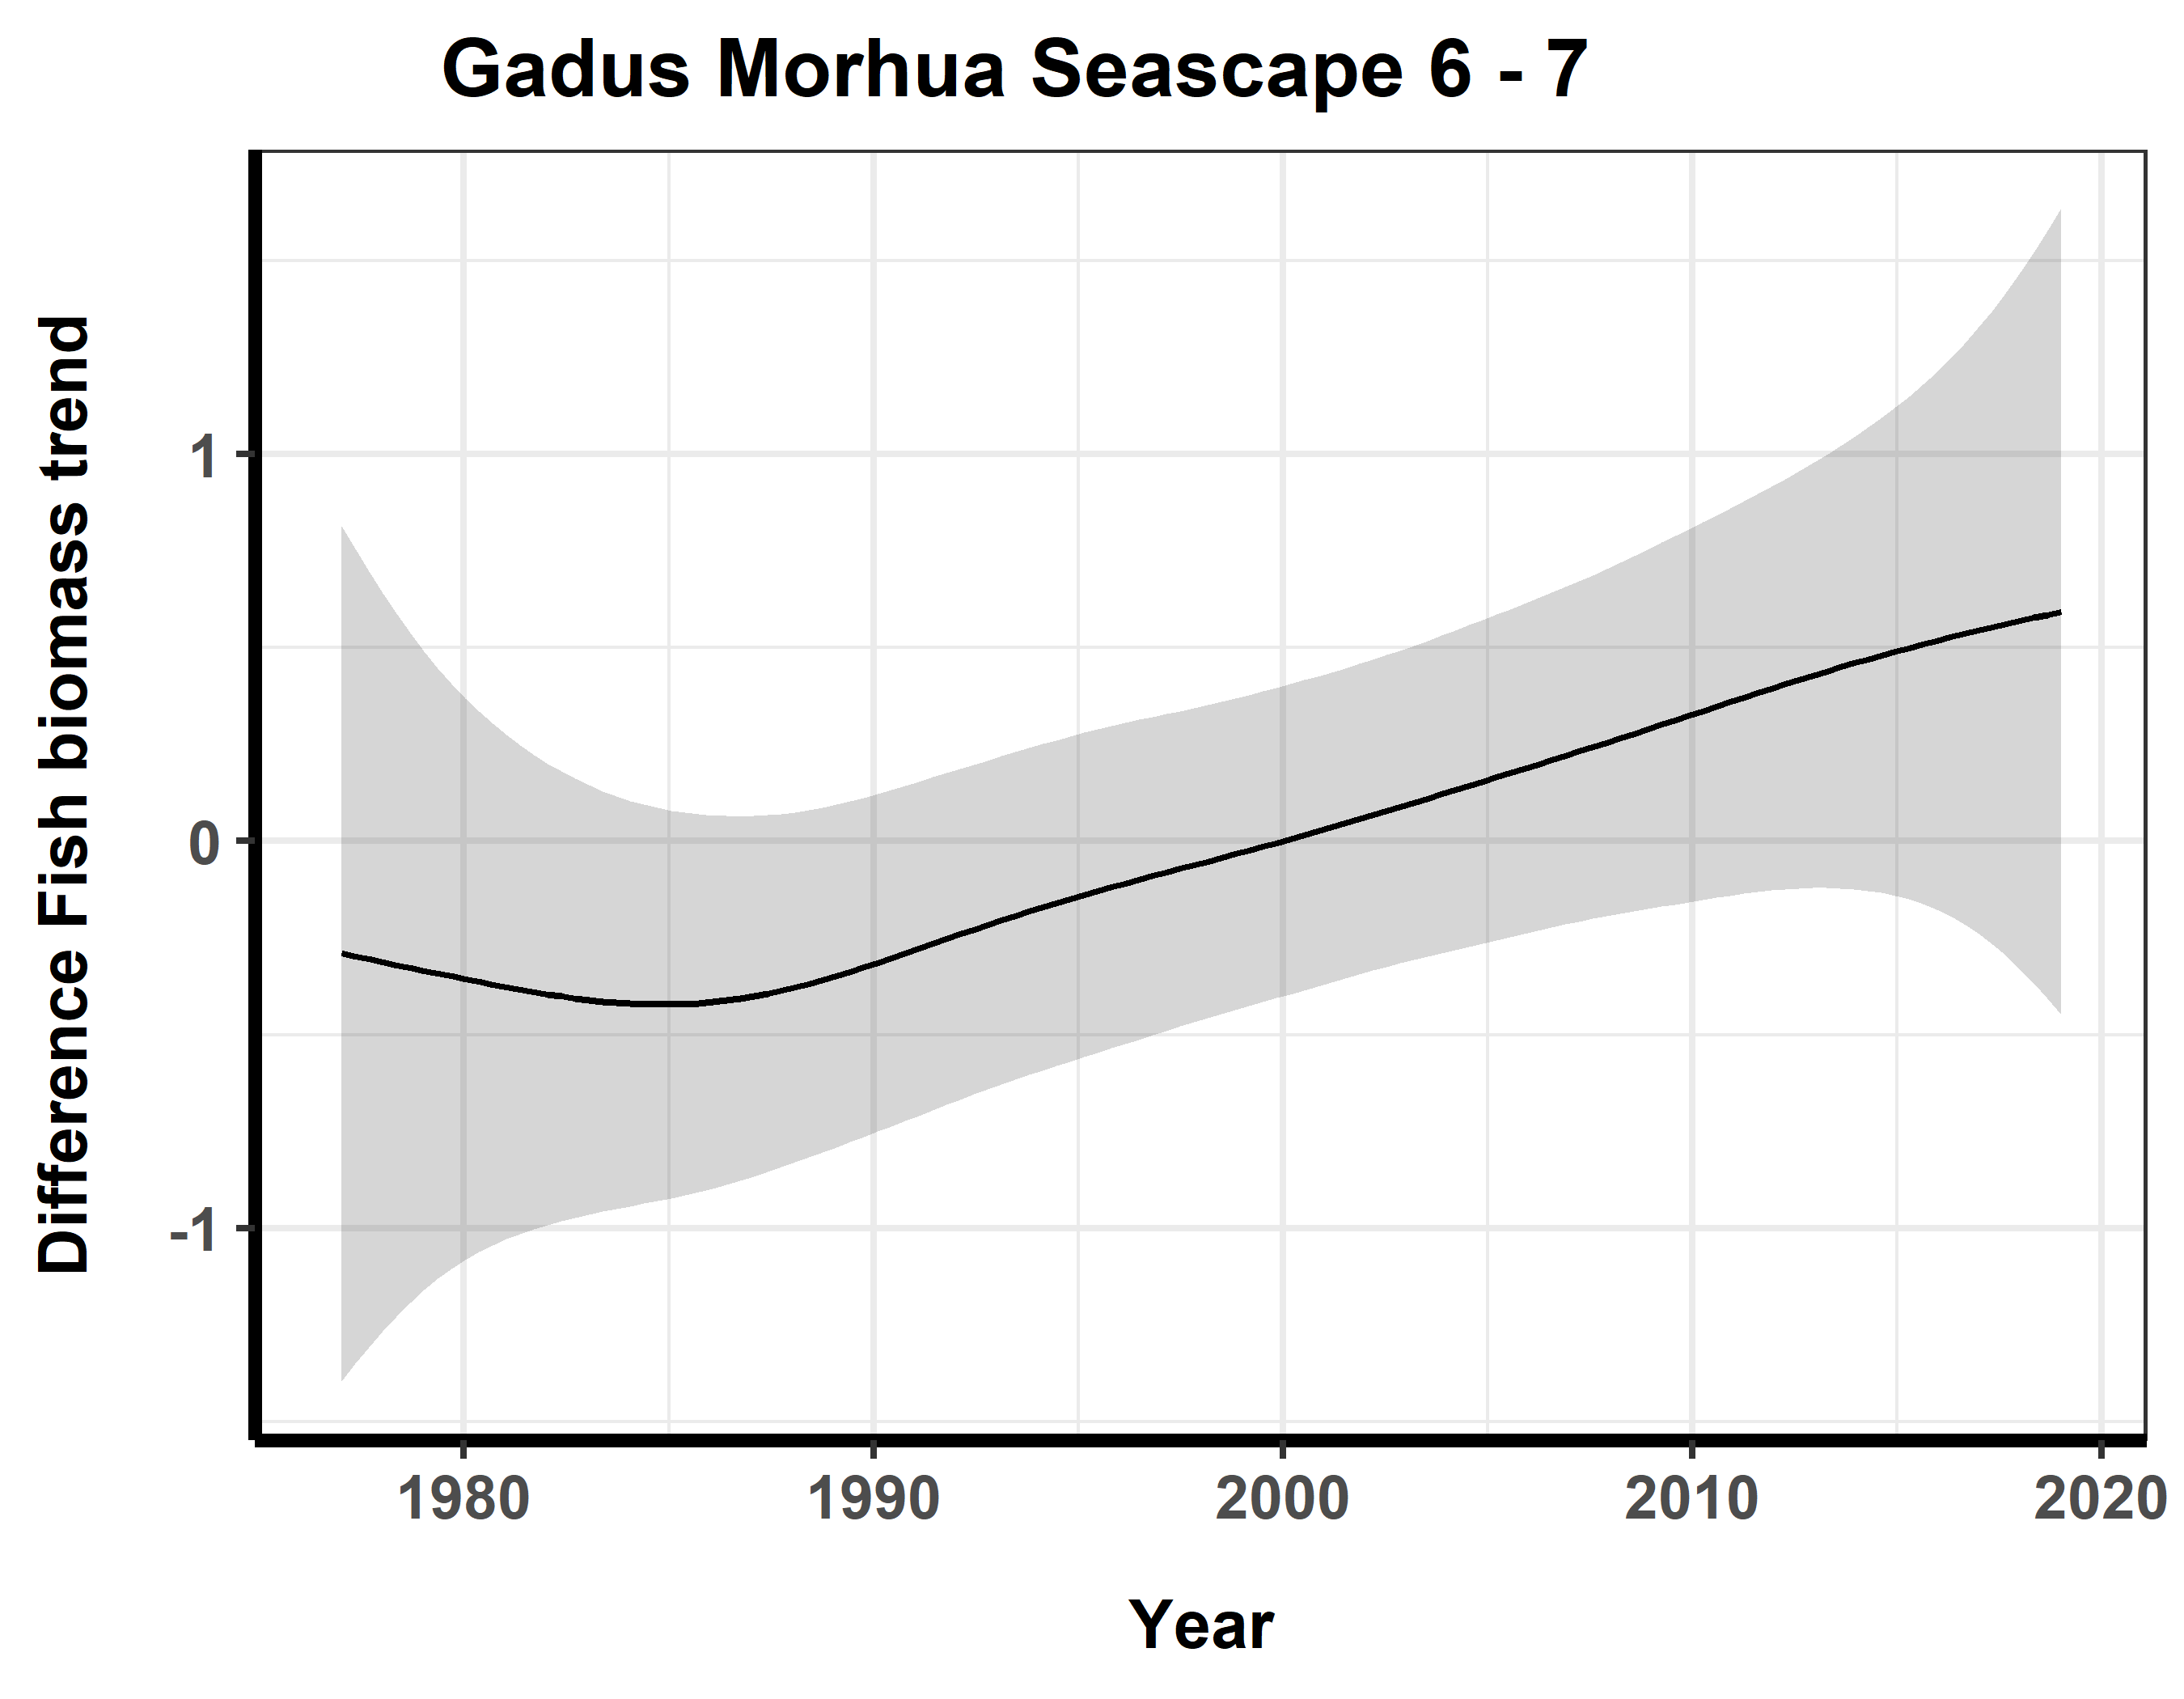 Gadus Morhua Seascape 6 - 7
Difference Fish biomass trend
1
0
-1
1980 1990 2000 2010 2020
Year